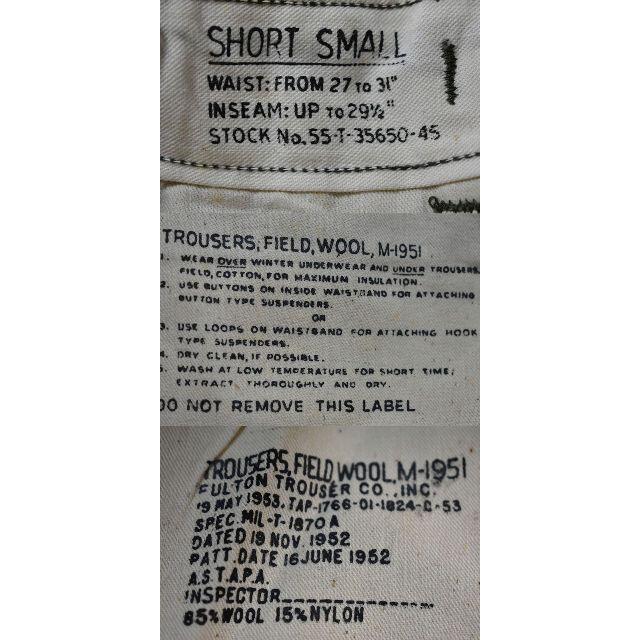 SHORT SMALL
WAIST: FROM 27 TO 31"
INSEAM: UP TO 29½"
STOCK No. 55-T-35650-45
TROUSERS, FIELD, WOOL, M-1951
1. WEAR OVER WINTER UNDERWEAR AND UNDER TROUSERS,
FIELD, COTTON, FOR MAXIMUM INSULATION.
2. USE BUTTONS ON INSIDE WAISTBAND FOR ATTACHING
BUTTON TYPE SUSPENDERS.
OR
3. USE LOOPS ON WAISTBAND FOR ATTACHING HOOK
TYPE SUSPENDERS.
4. DRY CLEAN, IF POSSIBLE.
5. WASH AT LOW TEMPERATURE FOR SHORT TIME;
EXTRACT THOROUGHLY AND DRY.
DO NOT REMOVE THIS LABEL
TROUSERS, FIELD WOOL, M-1951
FULTON TROUSER CO., INC.
19 MAY 1953, TAP-1766-01-1824-C-53
SPEC. MIL-T-1870A
DATED 19 NOV. 1952
PATT. DATE 16 JUNE 1952
A.S.T.A.P.A.
INSPECTOR
85% WOOL 15% NYLON